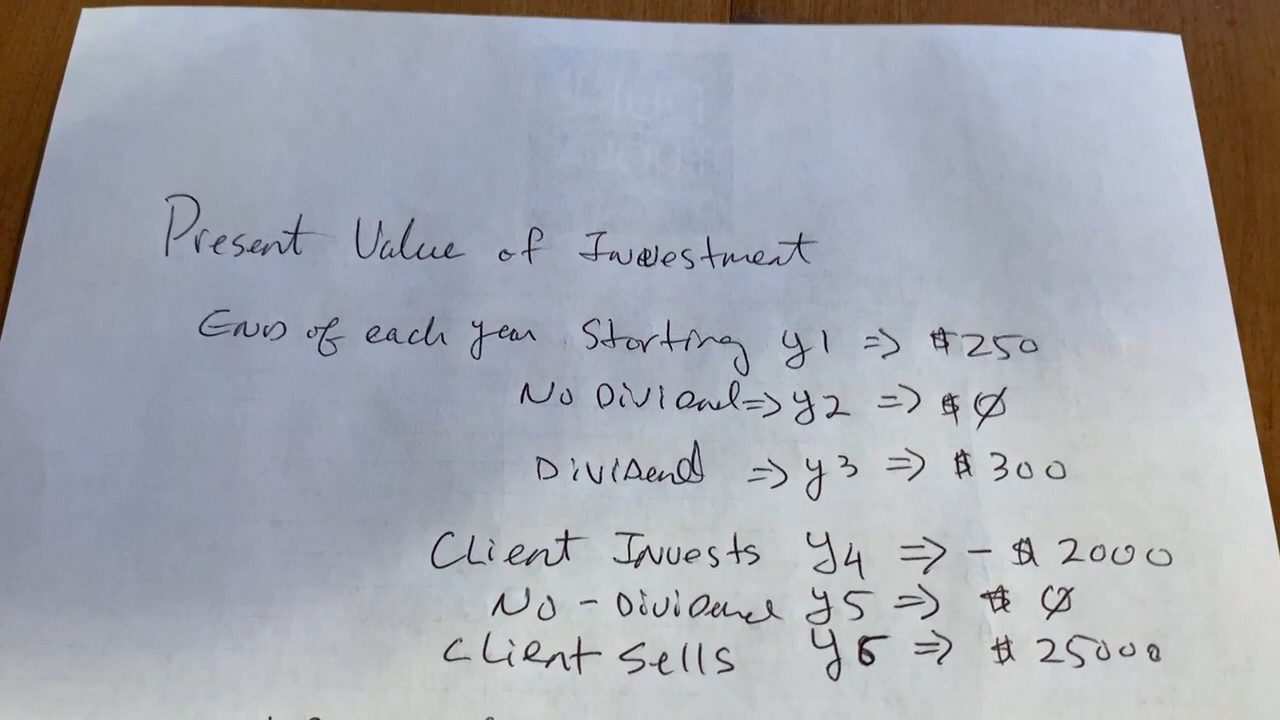 Present Value of Investment
End of each year Starting y1 => $250
No Dividend => y2 => $ Ø
Dividend => y3 => $ 300
Client Invests y4 => - $ 2000
No - Dividend y5 => $ Ø
Client Sells y6 => $ 25000